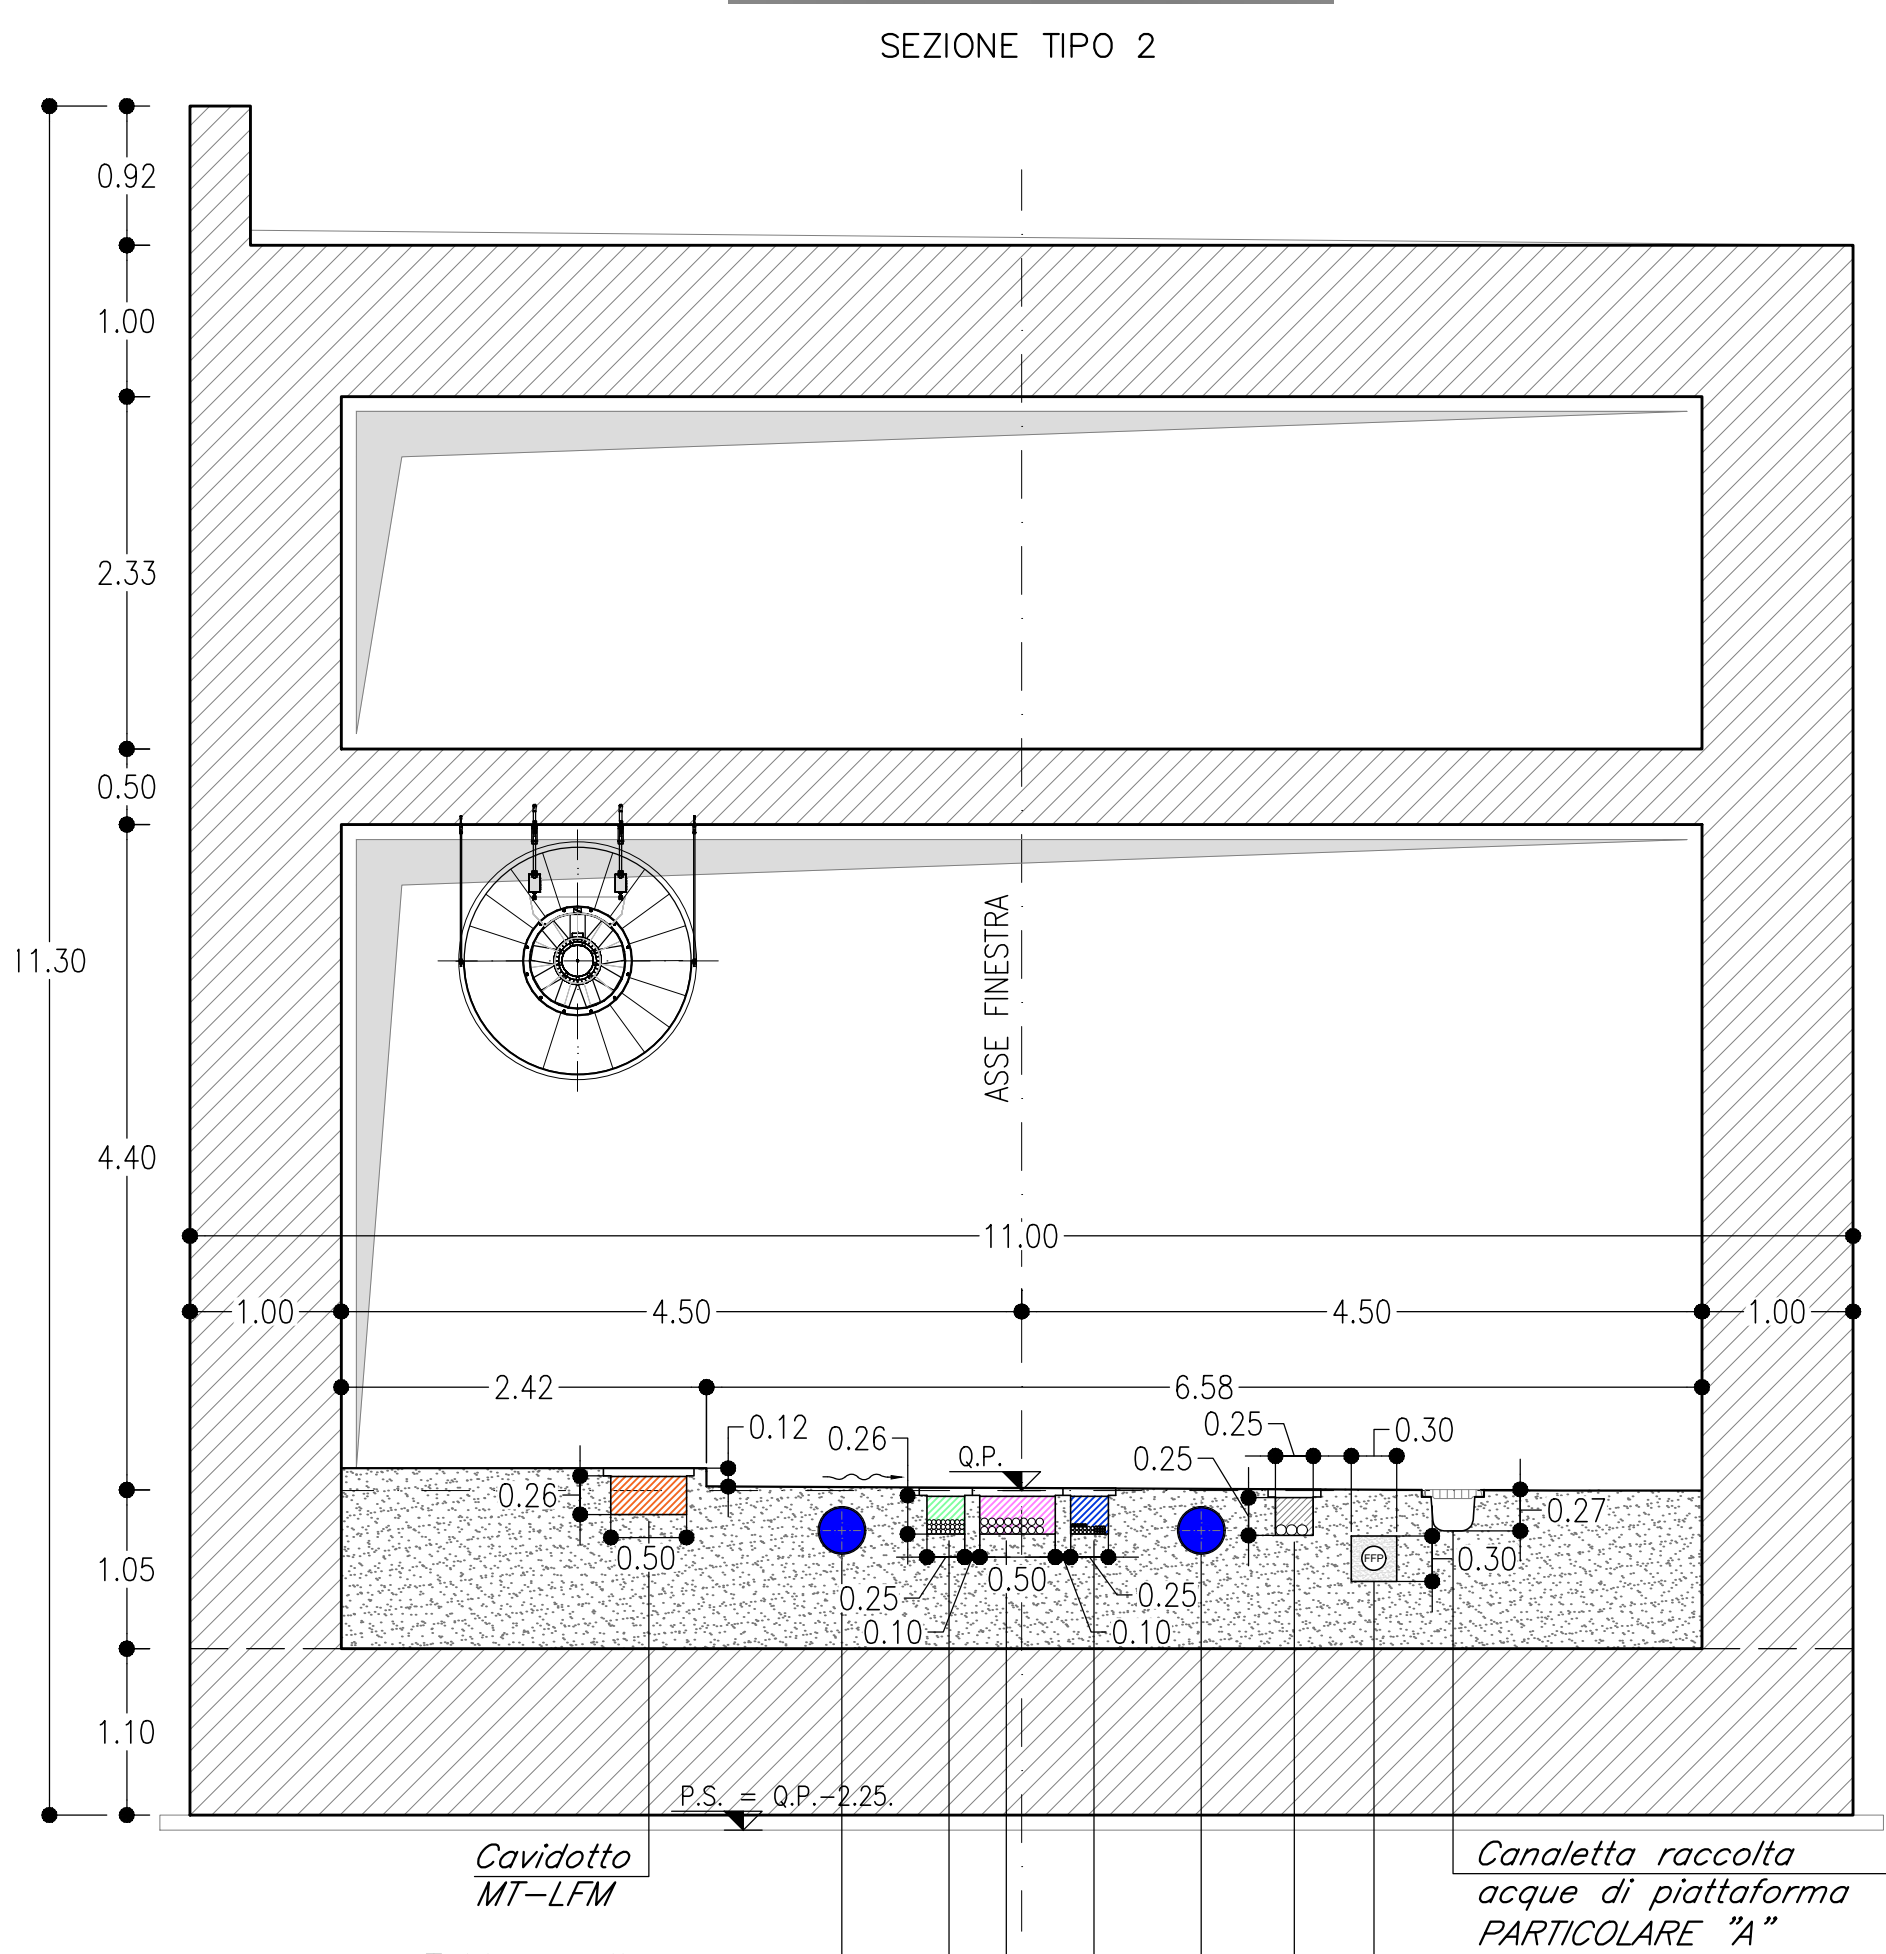 SEZIONE TIPO 2
0.92
1.00
2.33
0.50
ASSE FINESTRA
11.30
4.40
11.00
1.00
4.50
4.50
1.00
2.42
6.58
0.12
0.26
Q.P.
0.25
0.25
0.30
0.26
0.27
0.50
0.50
FFP
0.30
1.05
0.25
0.25
0.10
0.10
1.10
P.S. = Q.P.-2.25.
Cavidotto
MT-LFM
Canaletta raccolta
acque di piattaforma
PARTICOLARE "A"